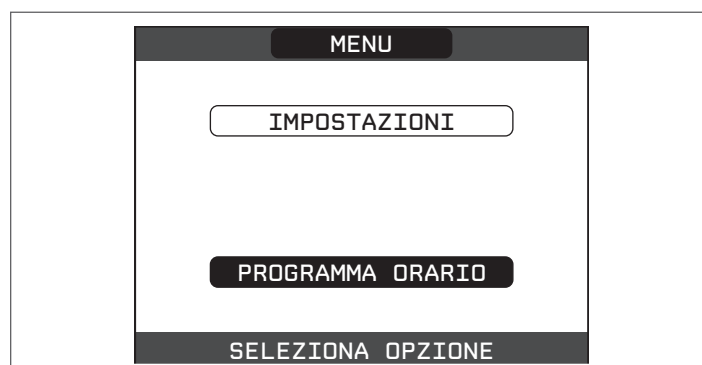 MENU
IMPOSTAZIONI
PROGRAMMA ORARIO
SELEZIONA OPZIONE